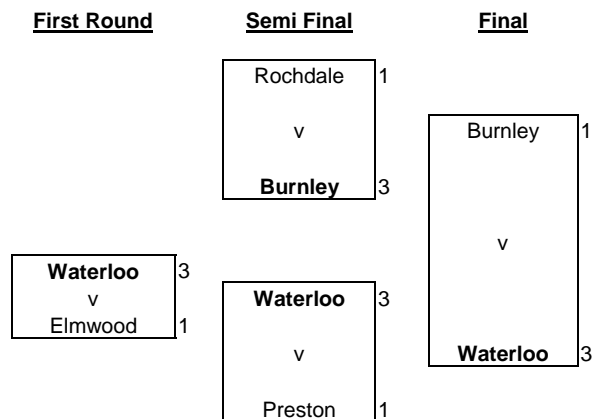 First Round Semi Final Final
Rochdale 1
v
Burnley 3
Burnley 1
v
Waterloo 3
Waterloo 3
v
Elmwood 1
Waterloo 3
v
Preston 1